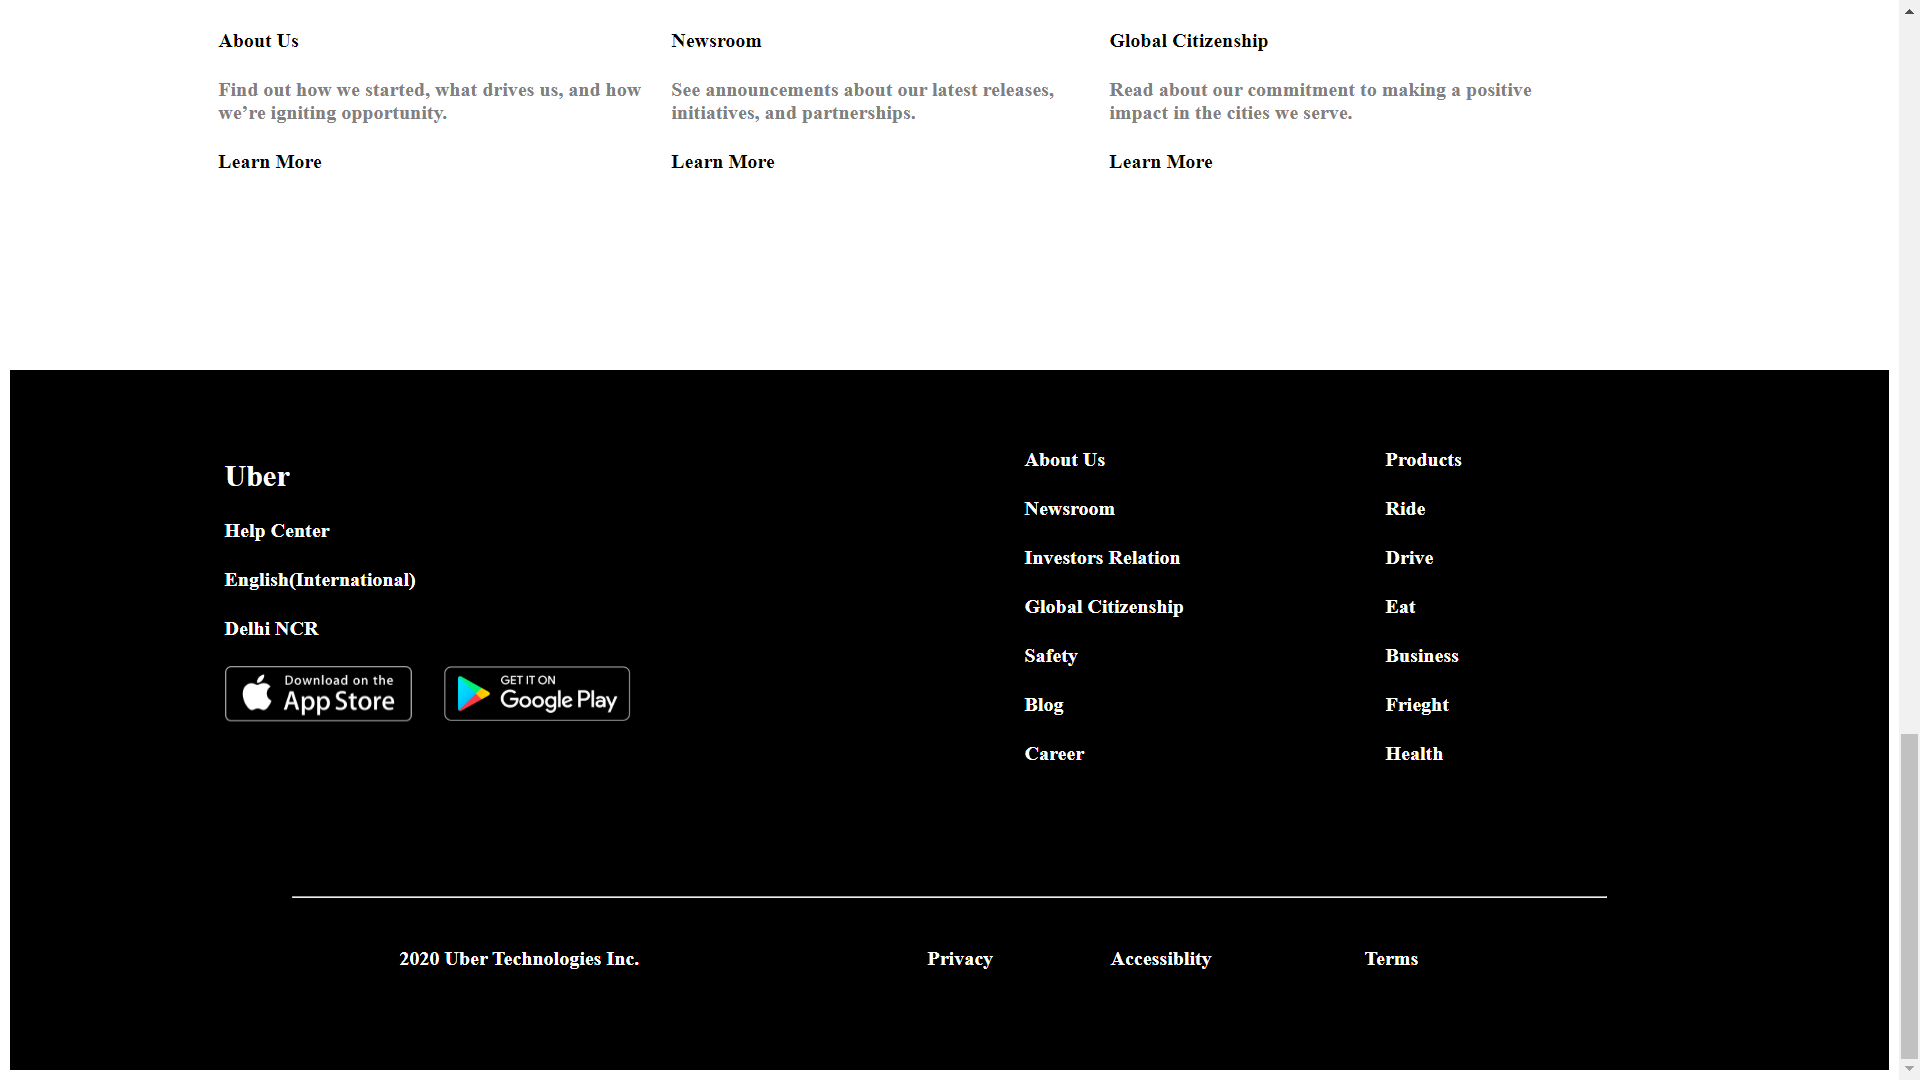 About Us
Find out how we started, what drives us, and how
we’re igniting opportunity.
Learn More
Newsroom
See announcements about our latest releases,
initiatives, and partnerships.
Learn More
Global Citizenship
Read about our commitment to making a positive
impact in the cities we serve.
Learn More
Uber
Help Center
English(International)
Delhi NCR
Download on the
App Store
GET IT ON
Google Play
About Us
Newsroom
Investors Relation
Global Citizenship
Safety
Blog
Career
Products
Ride
Drive
Eat
Business
Frieght
Health
2020 Uber Technologies Inc.
Privacy
Accessiblity
Terms